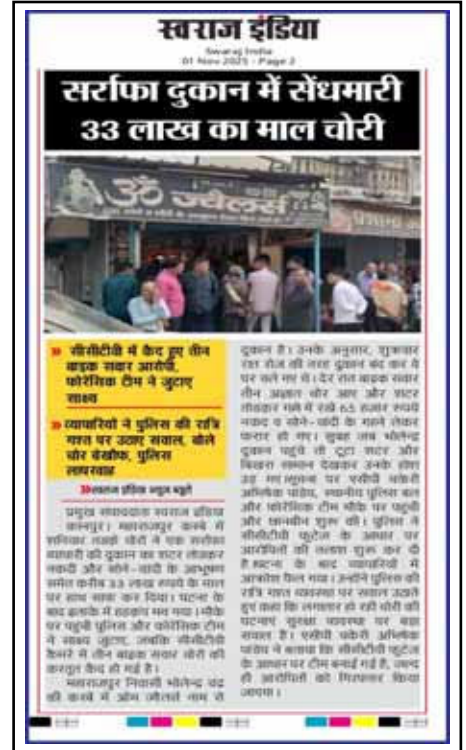 स्वराज इंडिया
Swaraj India
01 Nov 2025 - Page 2
सर्राफा दुकान में सेंधमारी
33 लाख का माल चोरी
ॐ ज्वैलर्स
» सीसीटीवी में कैद हुए तीन
बाइक सवार आरोपी,
फोरेंसिक टीम ने जुटाए
साक्ष्य
» व्यापारियों ने पुलिस की रात्रि
गश्त पर उठाए सवाल, बोले
चोर बेखौफ, पुलिस
लापरवाह
» स्वराज इंडिया न्यूज ब्यूरो
प्रमुख संवाददाता स्वराज इंडिया
कानपुर। महाराजपुर कस्बे में
शनिवार तड़के चोरों ने एक सर्राफा
व्यापारी की दुकान का शटर तोड़कर
नकदी और सोने-चांदी के आभूषण
समेत करीब 33 लाख रुपये के माल
पर हाथ साफ कर दिया। घटना के
बाद इलाके में हड़कंप मच गया। मौके
पर पहुंची पुलिस और फोरेंसिक टीम
ने साक्ष्य जुटाए, जबकि सीसीटीवी
कैमरे में तीन बाइक सवार चोरों की
करतूत कैद हो गई है।
महाराजपुर निवासी भोलेन्द्र चंद्र
की कस्बे में ओम जौलर्स नाम से
दुकान है। उनके अनुसार, शुक्रवार
रात रोज की तरह दुकान बंद कर वे
घर चले गए थे। देर रात बाइक सवार
तीन अज्ञात चोर आए और शटर
तोड़कर गल्ले में रखे 65 हजार रुपये
नकद व सोने-चांदी के गहने लेकर
फरार हो गए। सुबह जब भोलेन्द्र
दुकान पहुंचे तो टूटा शटर और
बिखरा सामान देखकर उनके होश
उड़ गए। सूचना पर एसीपी चकेरी
अभिषेक पांडेय, स्थानीय पुलिस बल
और फोरेंसिक टीम मौके पर पहुंची
और छानबीन शुरू की। पुलिस ने
सीसीटीवी फुटेज के आधार पर
आरोपितों की तलाश शुरू कर दी
है। घटना के बाद व्यापारियों में
आक्रोश फैल गया। उन्होंने पुलिस की
रात्रि गश्त व्यवस्था पर सवाल उठाते
हुए कहा कि लगातार हो रही चोरी की
घटनाएं सुरक्षा व्यवस्था पर बड़ा
सवाल हैं। एसीपी चकेरी अभिषेक
पांडेय ने बताया कि सीसीटीवी फुटेज
के आधार पर टीम बनाई गई है, जल्द
ही आरोपितों को गिरफ्तार किया
जाएगा।